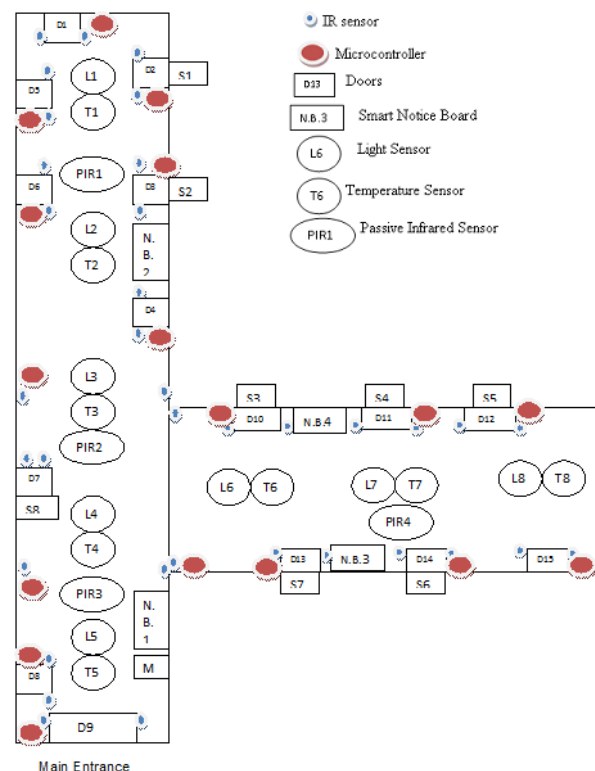 D1
IR sensor
Microcontroller
D13
Doors
N.B.3
Smart Notice Board
L6
Light Sensor
T6
Temperature Sensor
PIR1
Passive Infrared Sensor
L1
D2
S1
D5
T1
PIR1
D6
D3
S2
L2
T2
N.
B.
2
D4
L3
T3
PIR2
S3
S4
S5
D10
N.B.4
D11
D12
D7
S8
L6
T6
L7
T7
L8
T8
PIR4
L4
T4
D13
N.B.3
D14
D15
S7
S6
PIR3
N.
B.
1
L5
T5
M
D8
D9
Main Entrance